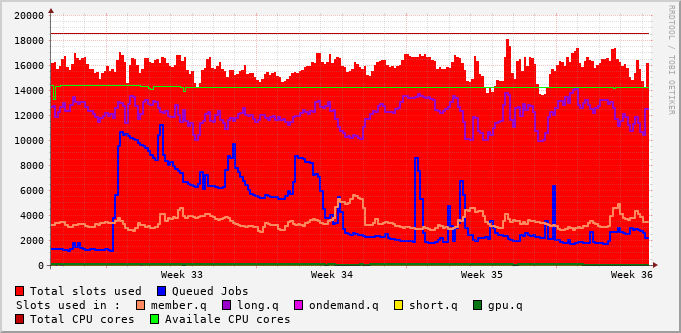 20000
18000
16000
14000
12000
10000
8000
6000
4000
2000
0
Week 33 Week 34 Week 35 Week 36
RRDTOOL / TOBI OETIKER
Total slots used Queued Jobs
Slots used in : member.q long.q ondemand.q short.q gpu.q
Total CPU cores Availale CPU cores